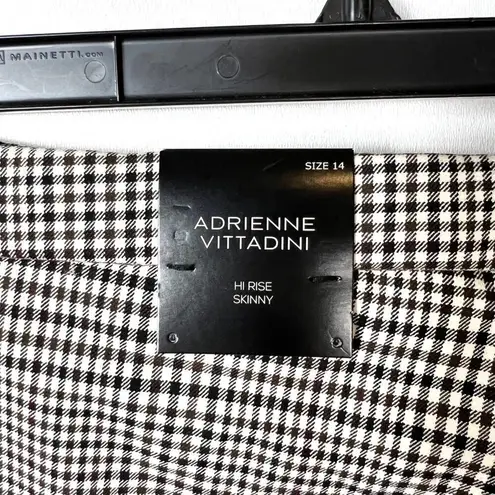 MAINETTI.COM
SIZE 14
ADRIENNE
VITTADINI
HI RISE
SKINNY